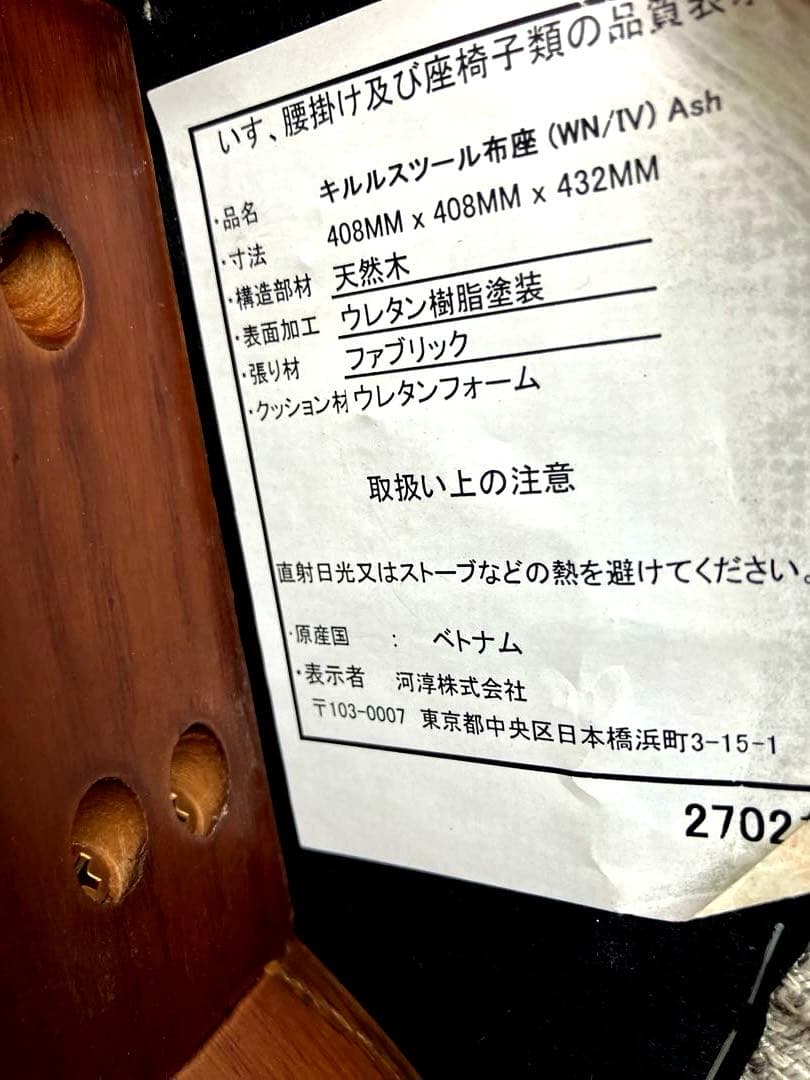 いす、腰掛け及び座椅子類の品質表示
・品名 キルルスツール布座 (WN/IV) Ash
・寸法 408MM x 408MM x 432MM
・構造部材 天然木
・表面加工 ウレタン樹脂塗装
・張り材 ファブリック
・クッション材 ウレタンフォーム
取扱い上の注意
直射日光又はストーブなどの熱を避けてください。
・原産国 : ベトナム
・表示者 河淳株式会社
〒103-0007 東京都中央区日本橋浜町3-15-1
2702